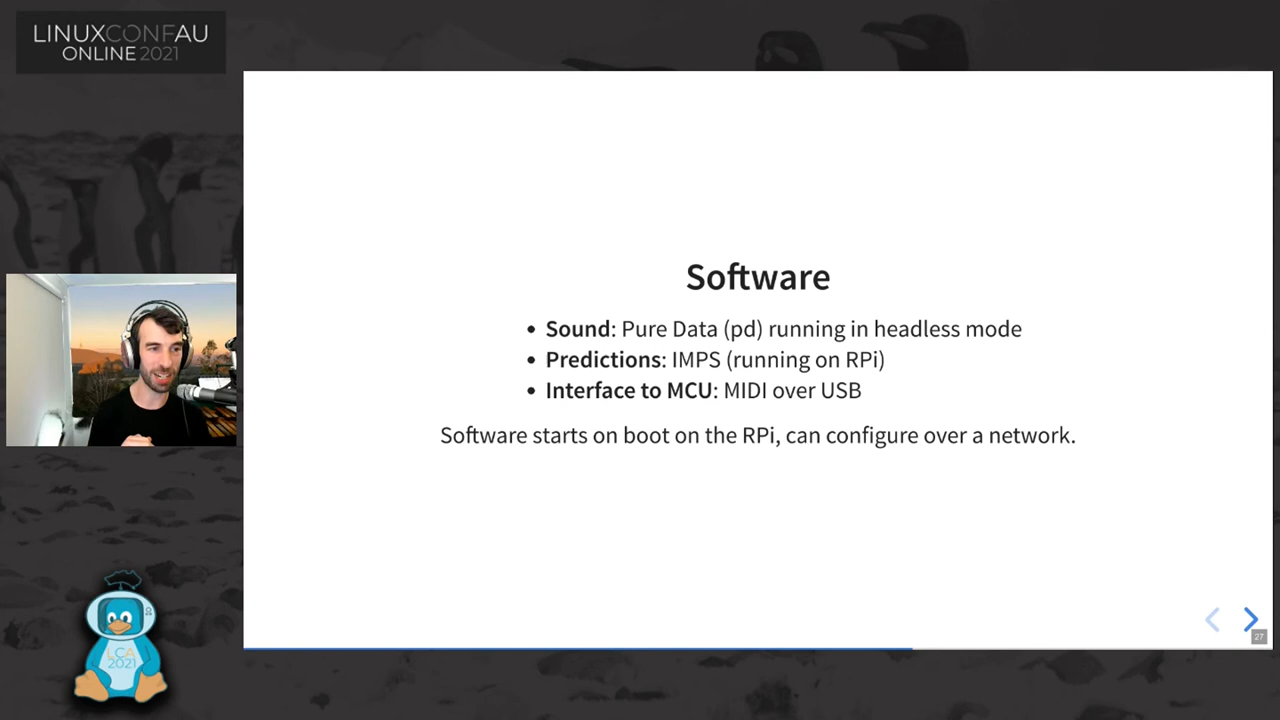 LINUXCONFAU
ONLINE 2021
Software
• Sound: Pure Data (pd) running in headless mode
• Predictions: IMPS (running on RPi)
• Interface to MCU: MIDI over USB
Software starts on boot on the RPi, can configure over a network.
27
LCA
2021